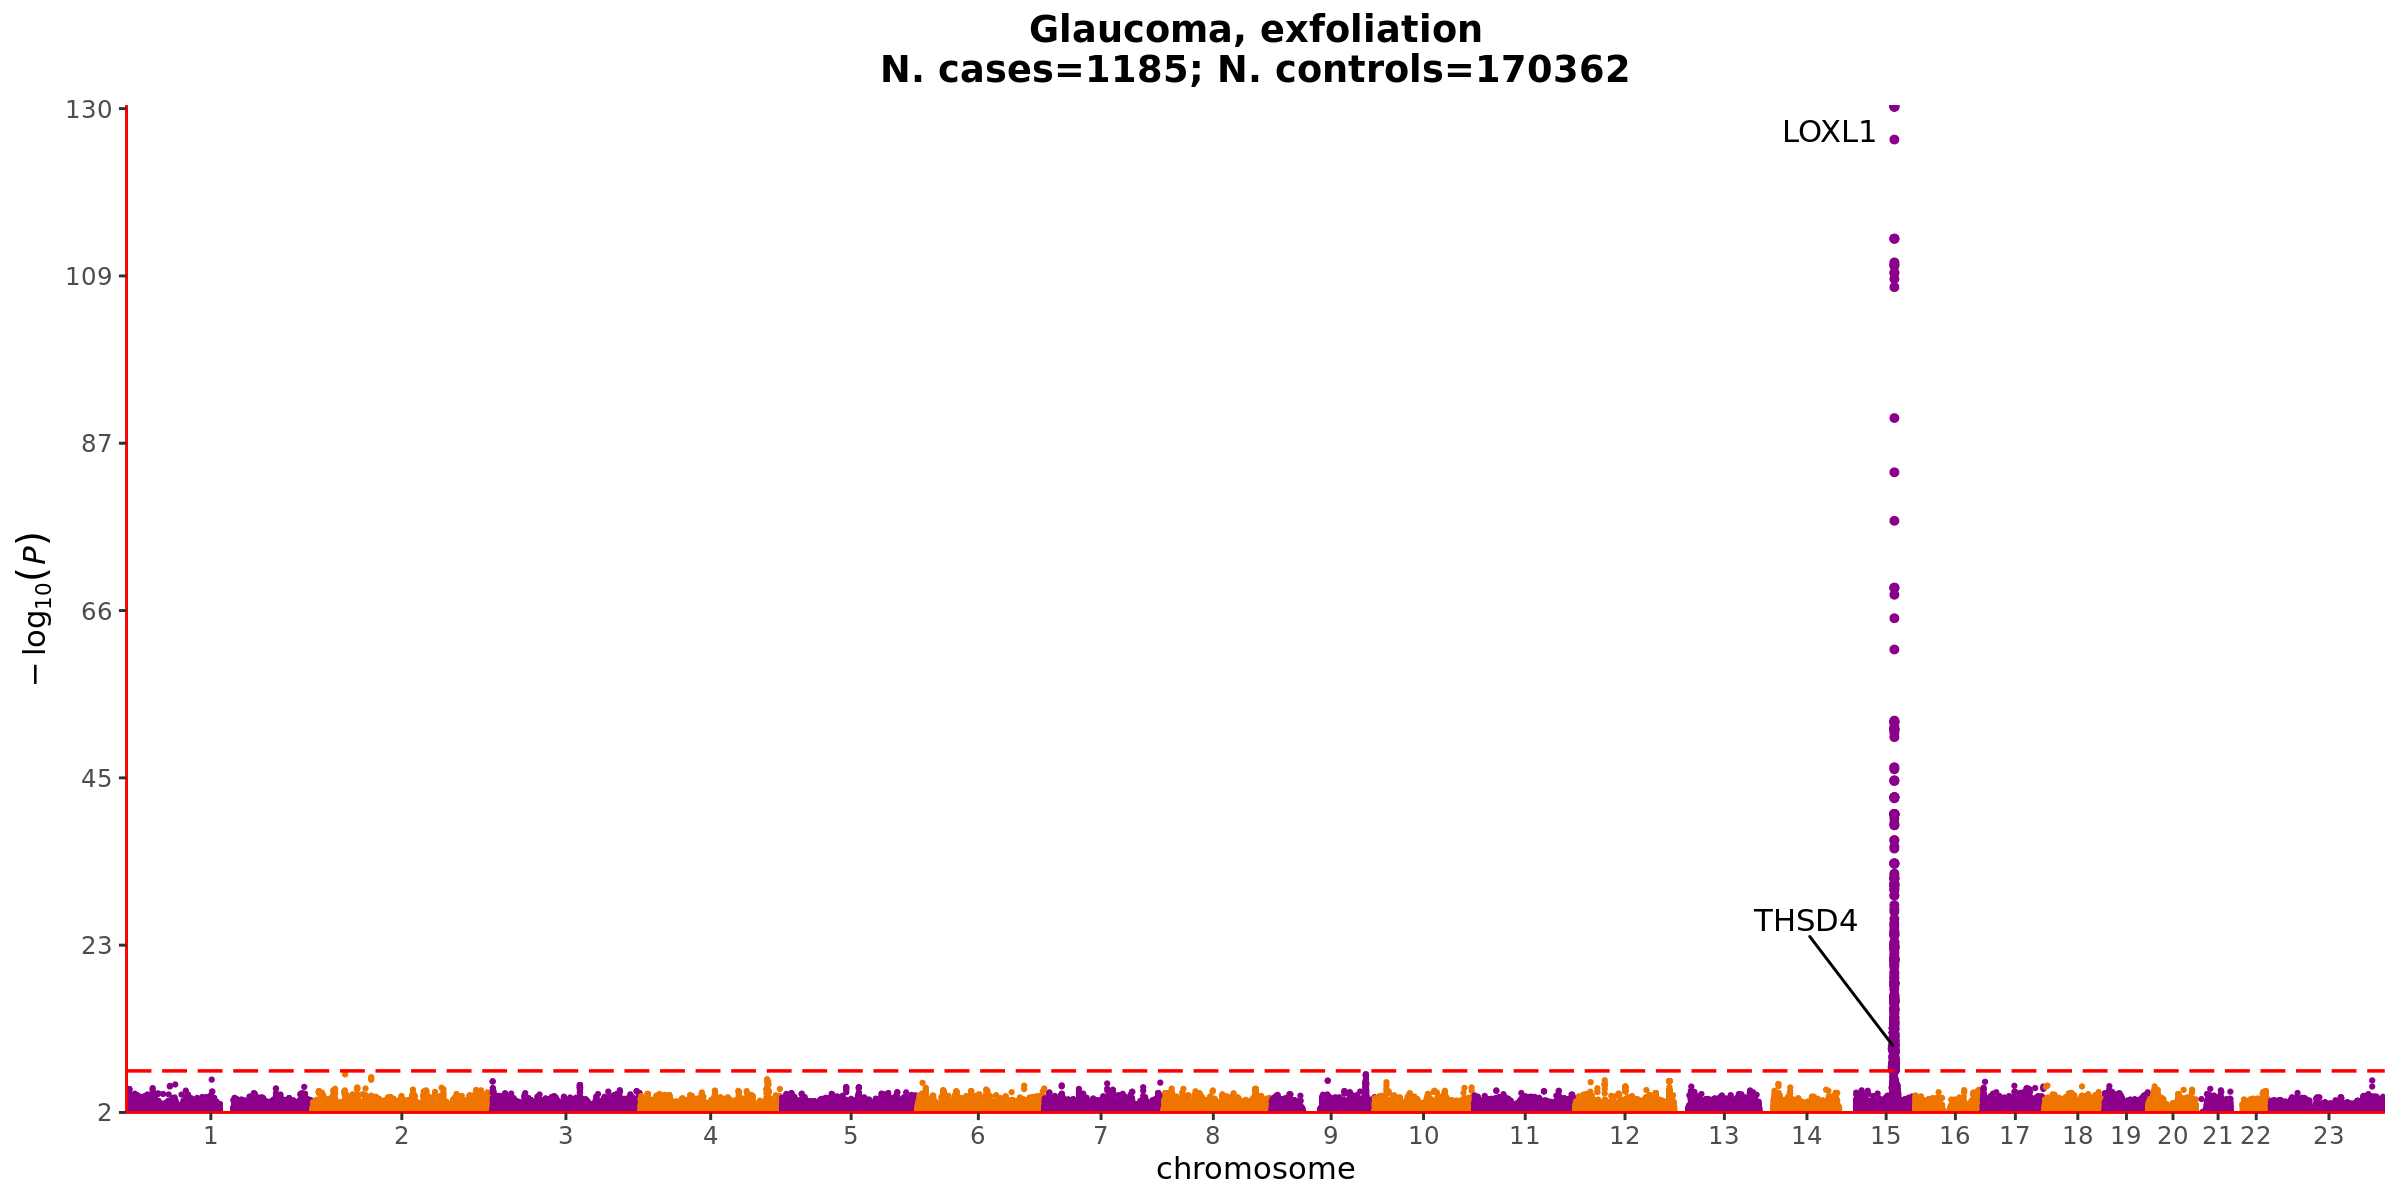 Glaucoma, exfoliation
N. cases=1185; N. controls=170362
130
109
87
66
45
23
2
−log10(P)
LOXL1
THSD4
1 2 3 4 5 6 7 8 9 10 11 12 13 14 15 16 17 18 19 20 21 22 23
chromosome